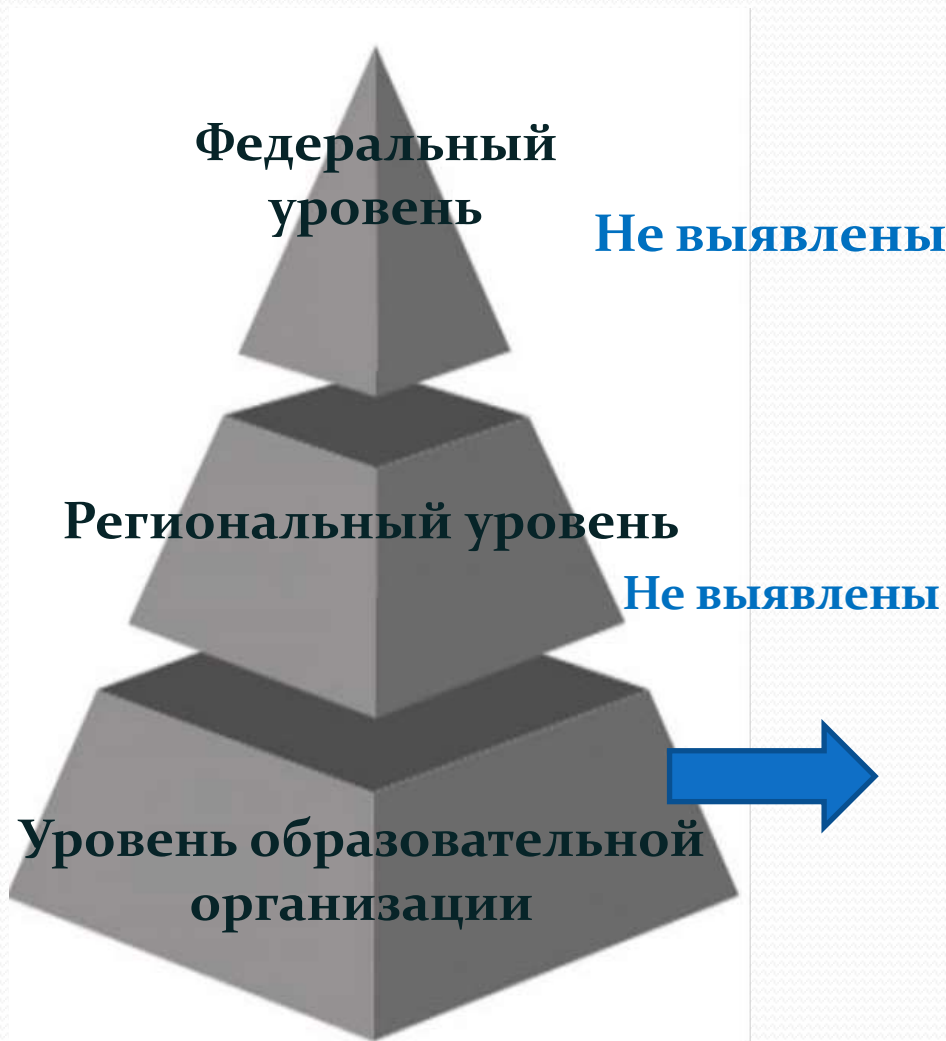 Федеральный
уровень
Не выявлены
Региональный уровень
Не выявлены
Уровень образовательной
организации